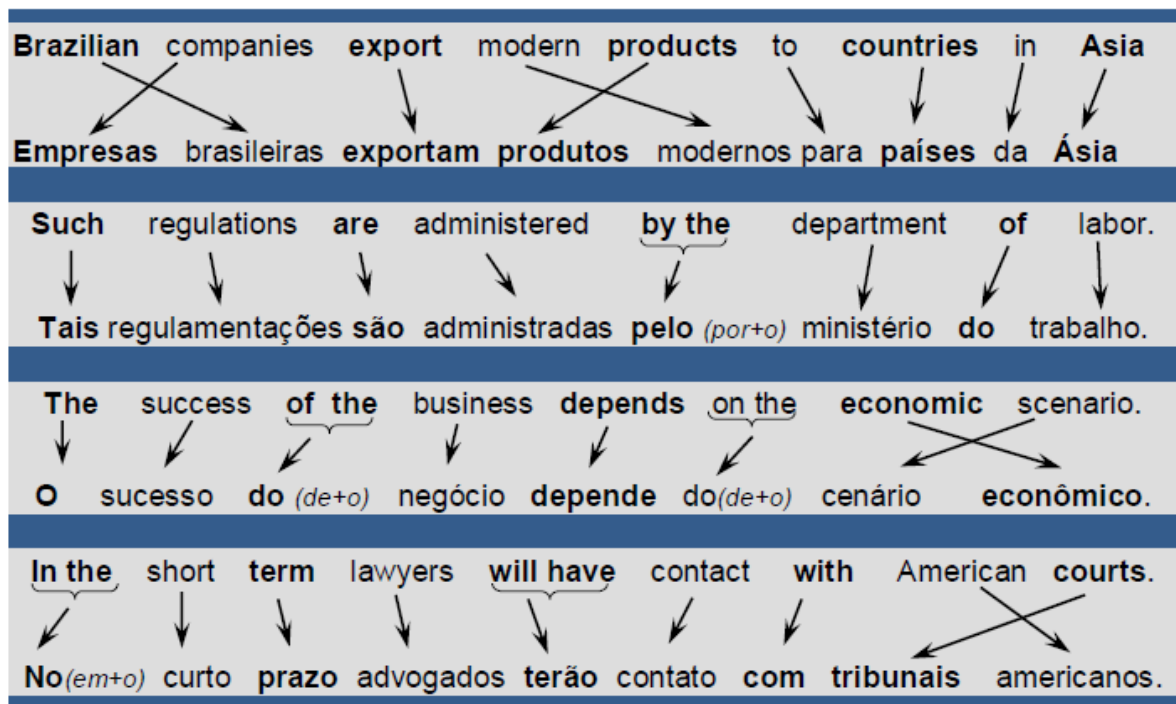 Brazilian companies export modern products to countries in Asia
Empresas brasileiras exportam produtos modernos para países da Ásia
Such regulations are administered by the department of labor.
Tais regulamentações são administradas pelo (por+o) ministério do trabalho.
The success of the business depends on the economic scenario.
O sucesso do (de+o) negócio depende do(de+o) cenário econômico.
In the short term lawyers will have contact with American courts.
No(em+o) curto prazo advogados terão contato com tribunais americanos.